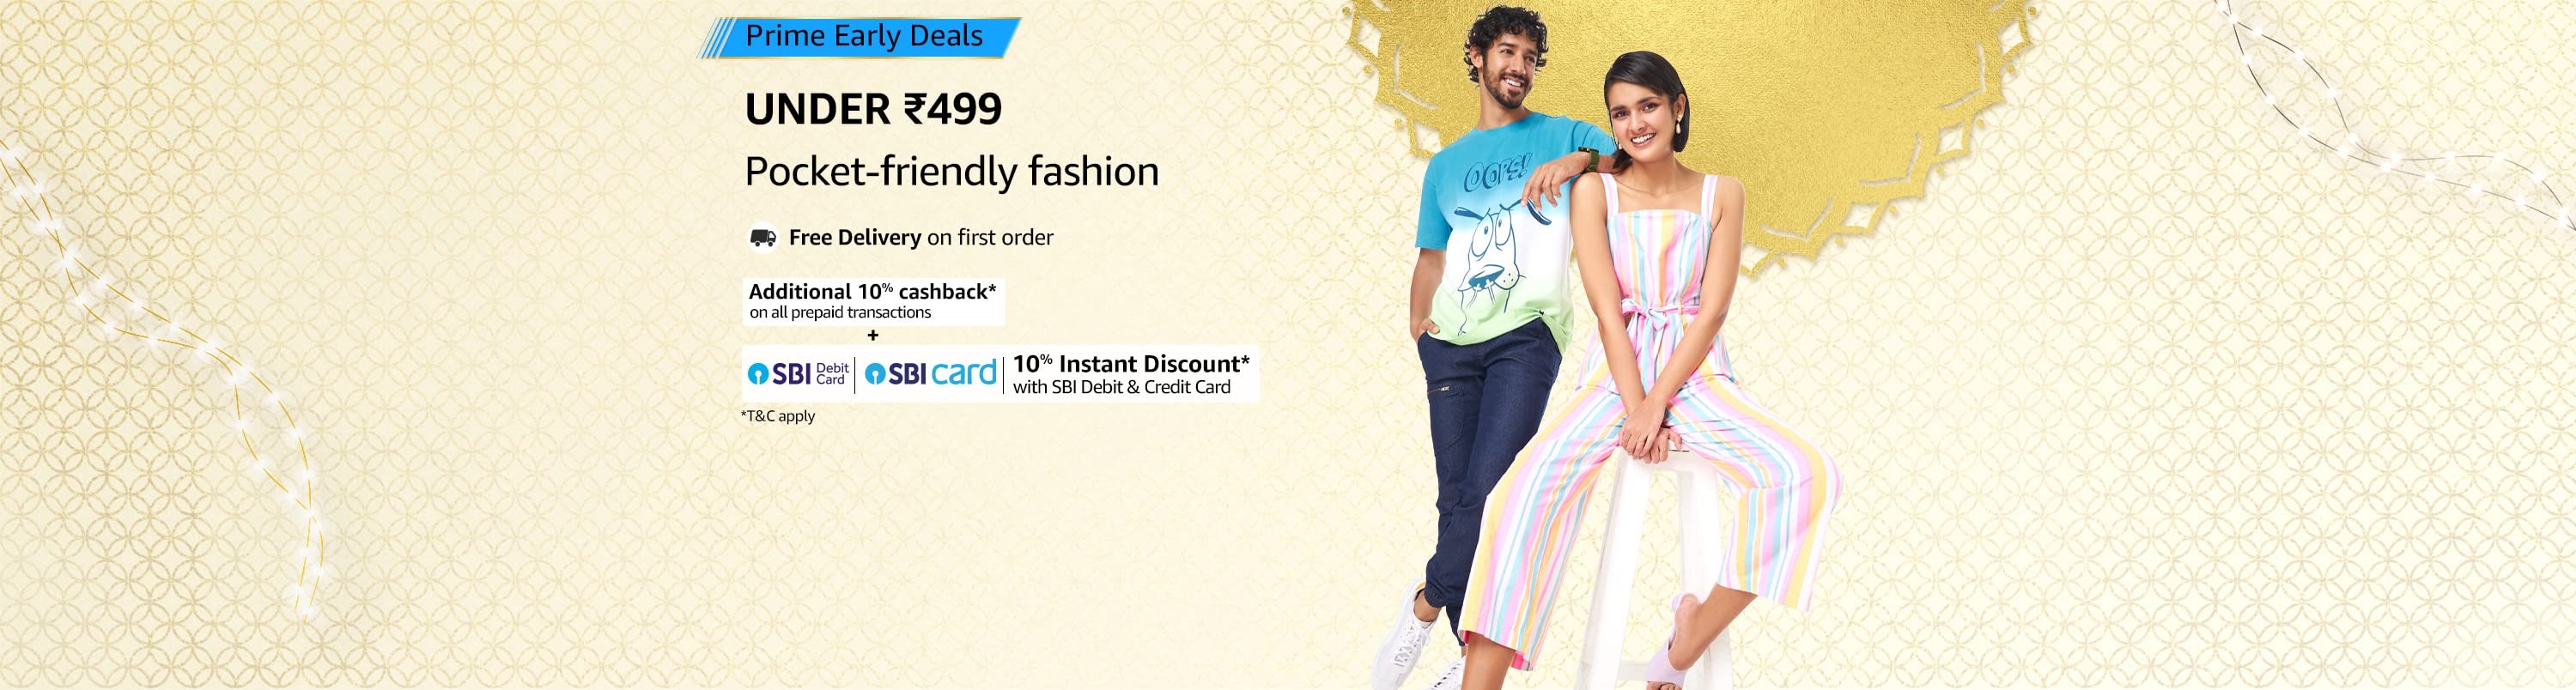 Prime Early Deals
UNDER ₹499
Pocket-friendly fashion
Free Delivery on first order
Additional 10% cashback*
on all prepaid transactions
+
SBI Debit Card | SBI card | 10% Instant Discount*
with SBI Debit & Credit Card
*T&C apply
OOPS!